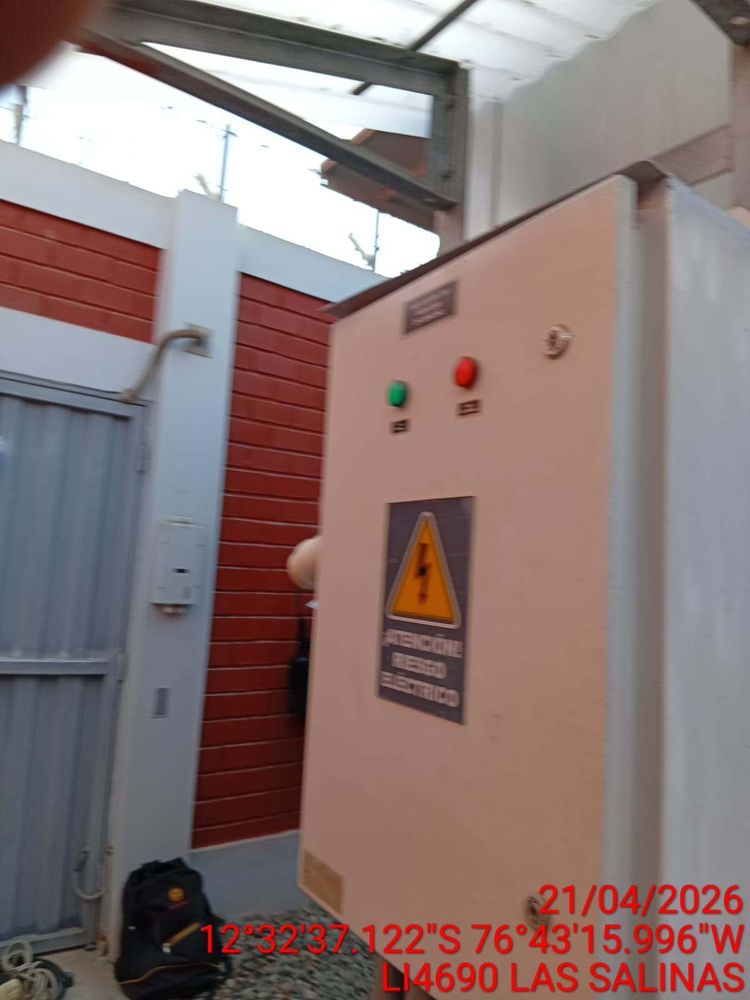 ¡ATENCIÓN!
RIESGO
ELÉCTRICO
21/04/2026
12°32'37.122"S 76°43'15.996"W
LI4690 LAS SALINAS